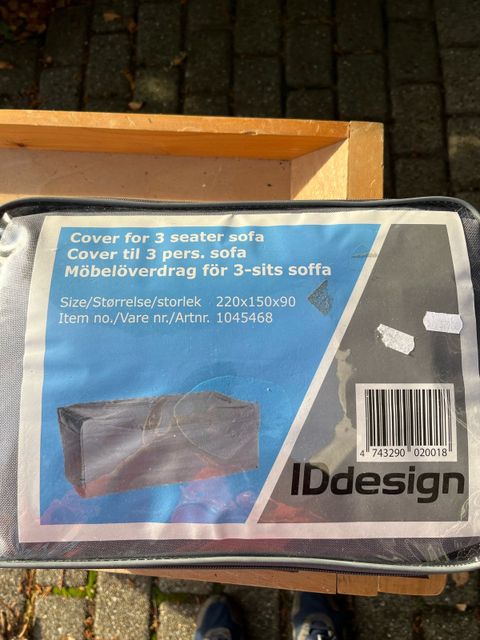 Cover for 3 seater sofa
Cover til 3 pers. sofa
Möbelöverdrag för 3-sits soffa
Size/Størrelse/storlek 220x150x90
Item no./Vare nr./Artnr. 1045468
4 743290 020018
IDdesign